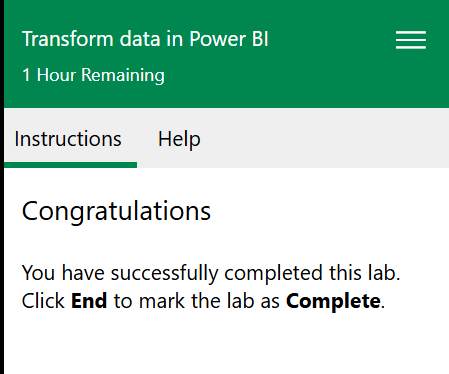 Transform data in Power BI
1 Hour Remaining
Instructions Help
Congratulations
You have successfully completed this lab.
Click End to mark the lab as Complete.